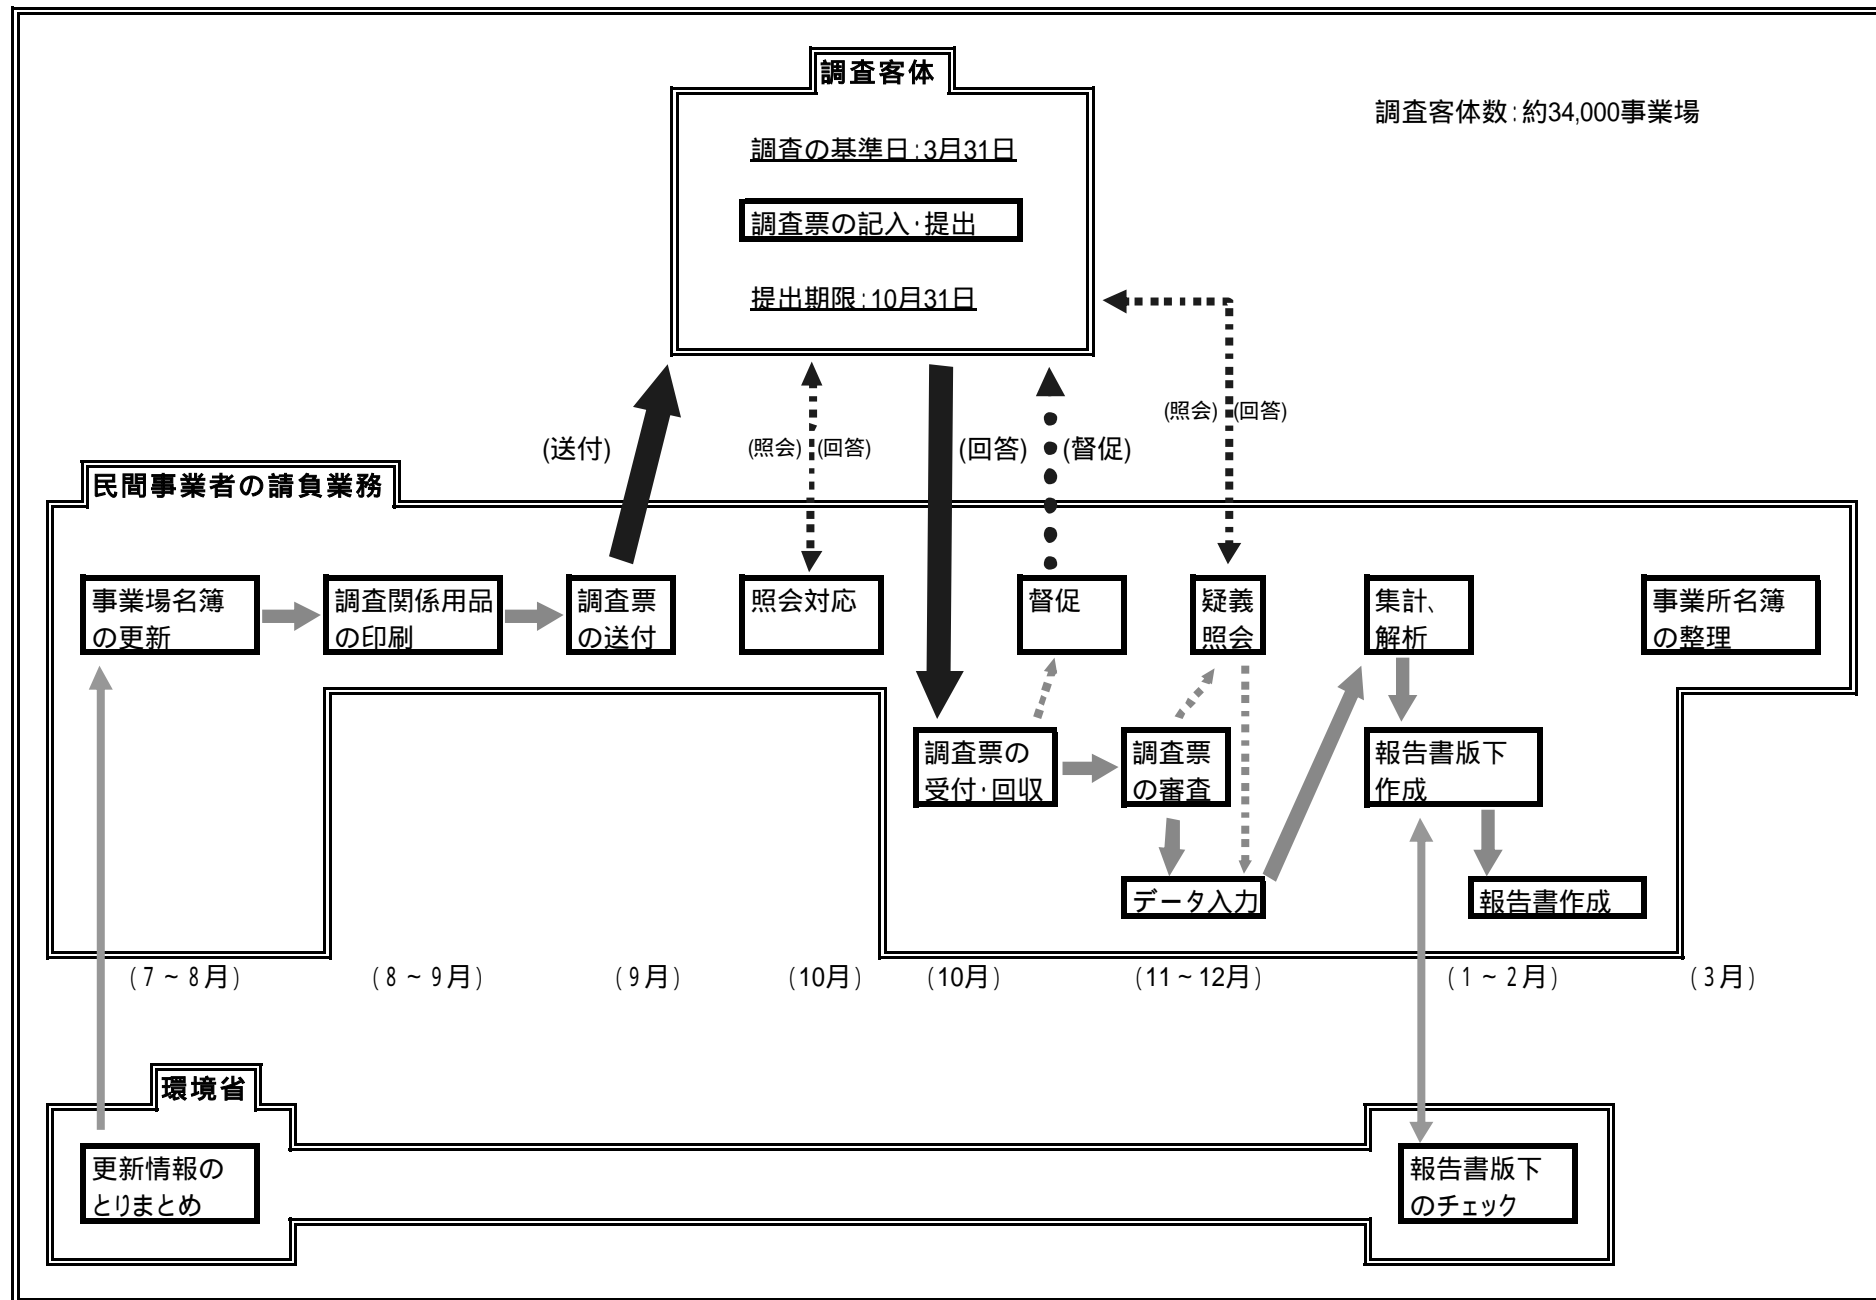 調査客体
調査客体数:約34,000事業場
調査の基準日:3月31日
調査票の記入・提出
提出期限:10月31日
(照会) (回答)
(送付)
(照会) (回答)
(回答)
(督促)
民間事業者の請負業務
事業場名簿
の更新
調査関係用品
の印刷
調査票
の送付
照会対応
督促
疑義
照会
集計、
解析
事業所名簿
の整理
調査票の
受付・回収
調査票
の審査
報告書版下
作成
データ入力
報告書作成
(7~8月)
(8~9月)
(9月)
(10月)
(10月)
(11~12月)
(1~2月)
(3月)
環境省
更新情報の
とりまとめ
報告書版下
のチェック